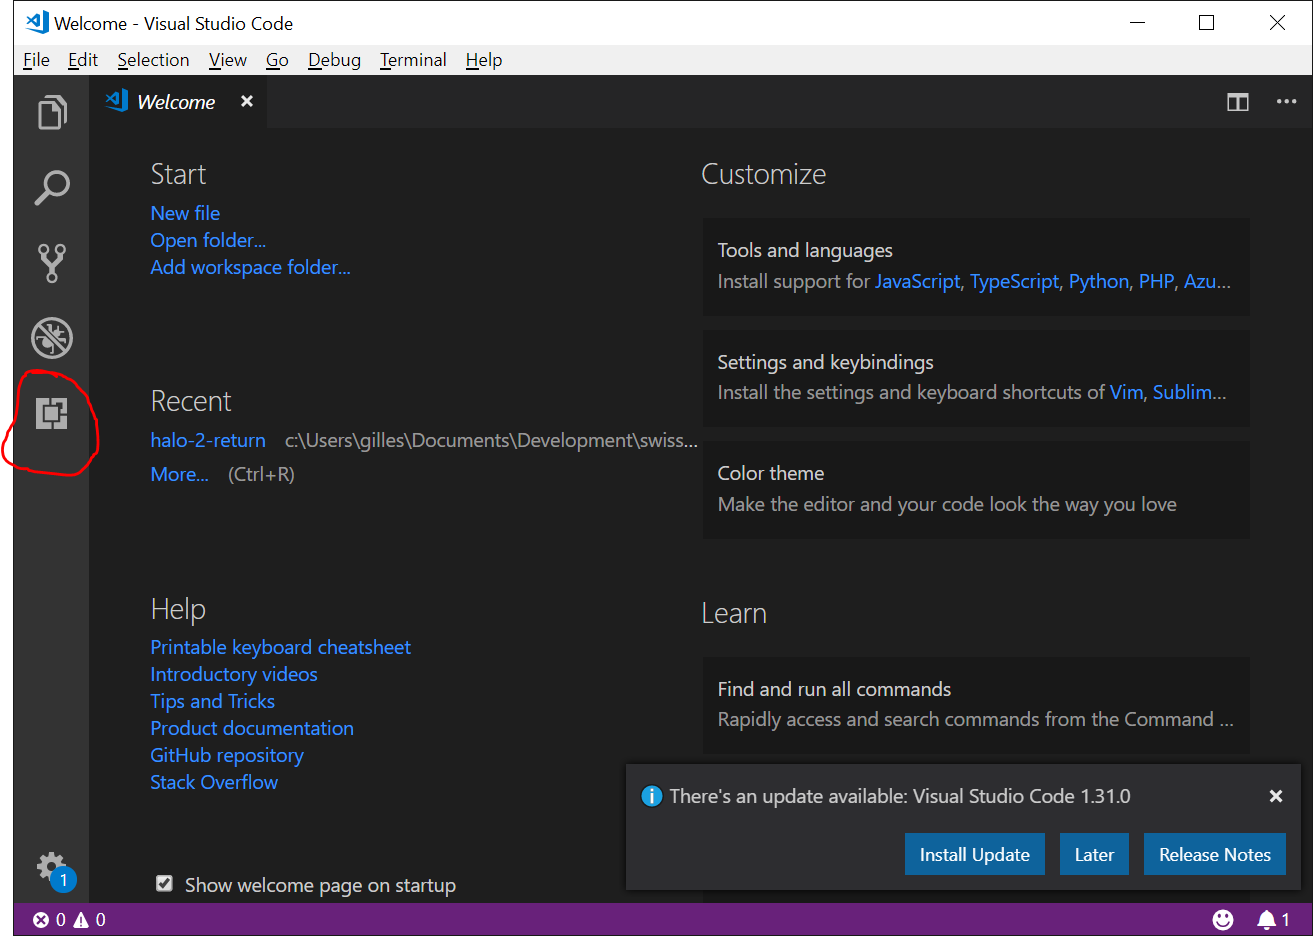 Welcome - Visual Studio Code
File Edit Selection View Go Debug Terminal Help
Welcome
Start
New file
Open folder...
Add workspace folder...
Recent
halo-2-return c:\Users\gilles\Documents\Development\swiss...
More... (Ctrl+R)
Help
Printable keyboard cheatsheet
Introductory videos
Tips and Tricks
Product documentation
GitHub repository
Stack Overflow
Show welcome page on startup
Customize
Tools and languages
Install support for JavaScript, TypeScript, Python, PHP, Azu...
Settings and keybindings
Install the settings and keyboard shortcuts of Vim, Sublim...
Color theme
Make the editor and your code look the way you love
Learn
Find and run all commands
Rapidly access and search commands from the Command ...
There's an update available: Visual Studio Code 1.31.0
Install Update Later Release Notes
1
0 0
1